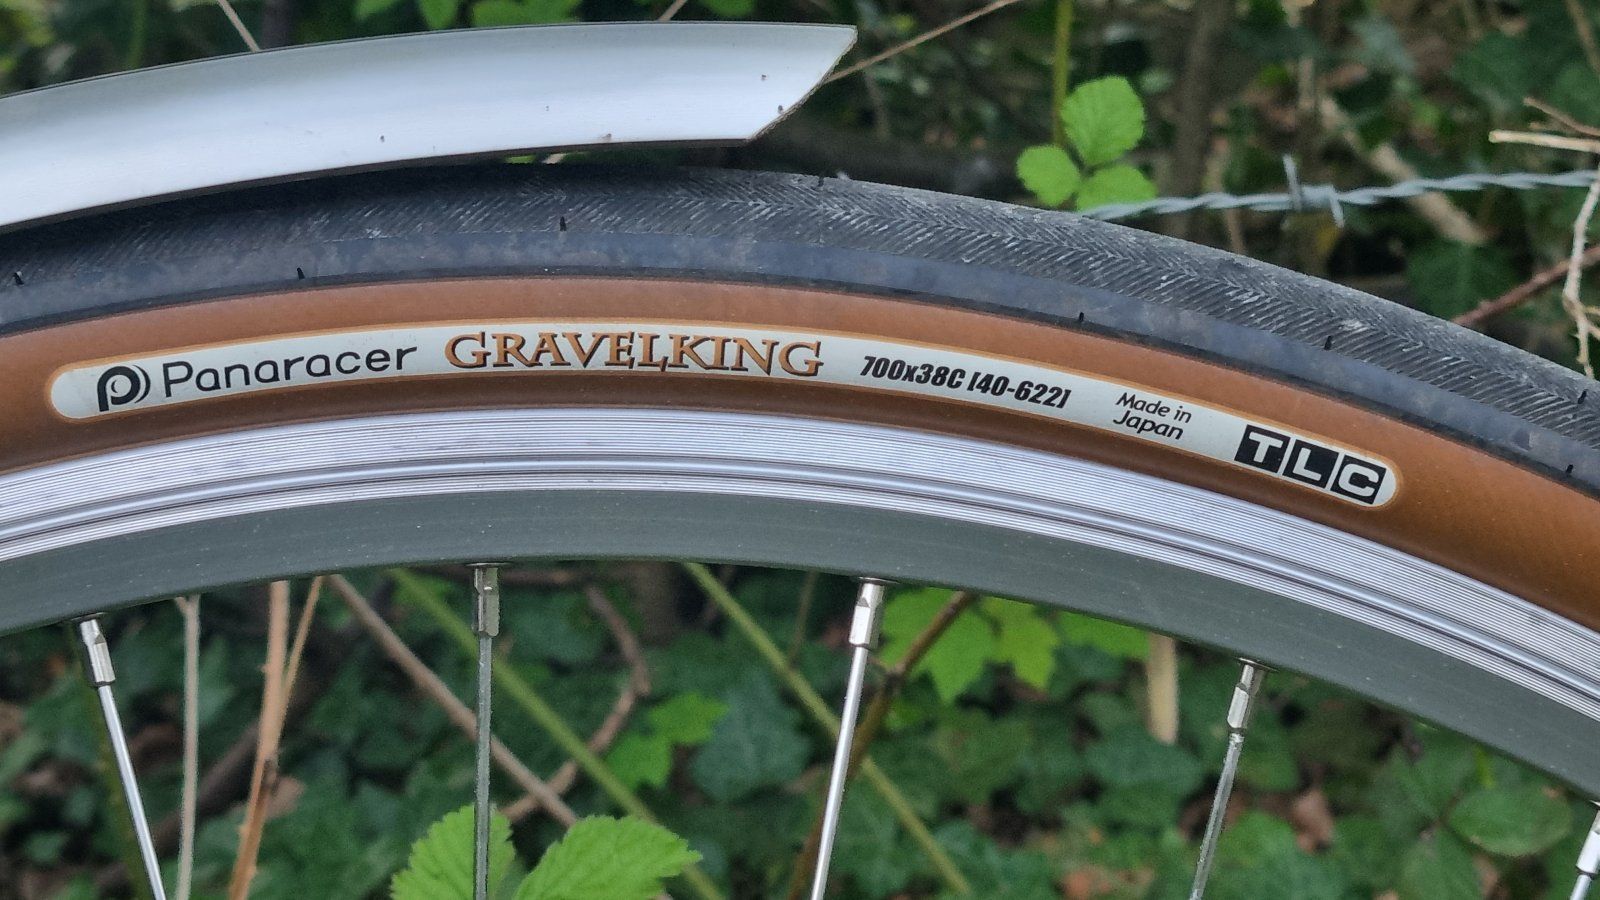 Panaracer GRAVELKING 700x38C [40-622] Made in
Japan
TLC